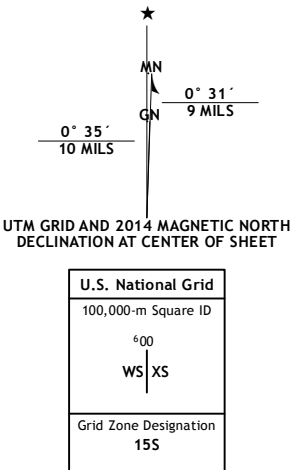 ★
MN
0° 31´
9 MILS
GN
0° 35´
10 MILS
UTM GRID AND 2014 MAGNETIC NORTH
DECLINATION AT CENTER OF SHEET
U.S. National Grid
100,000-m Square ID
⁶00
WS XS
Grid Zone Designation
15S